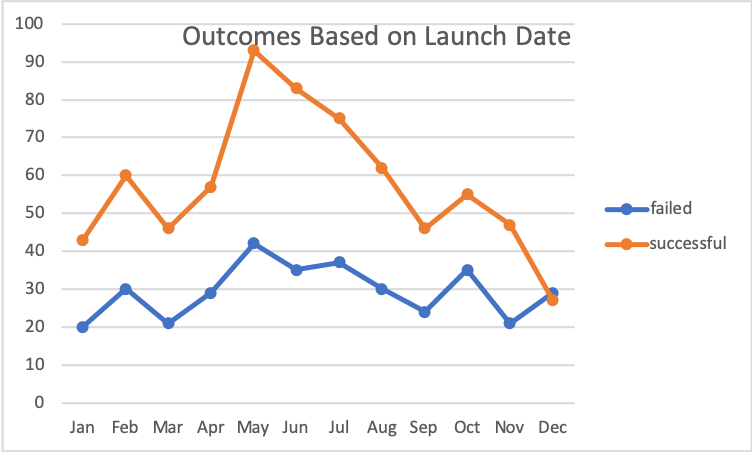 Outcomes Based on Launch Date
100
90
80
70
60
50
40
30
20
10
0
Jan Feb Mar Apr May Jun Jul Aug Sep Oct Nov Dec
failed
successful